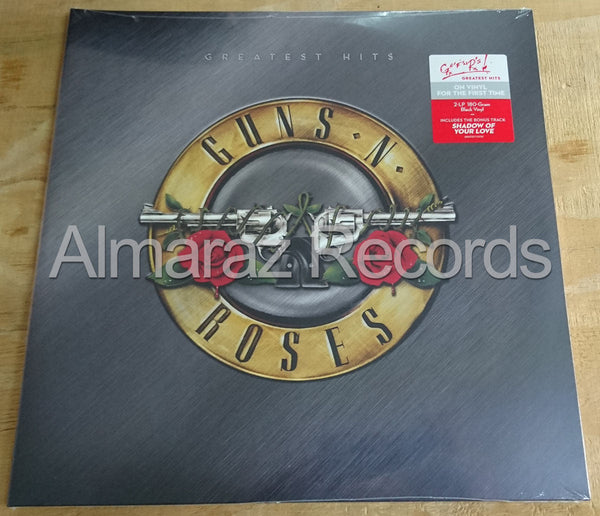 GREATEST HITS
GREATEST HITS
ON VINYL
FOR THE FIRST TIME
2-LP 180-Gram
Black Vinyl
INCLUDES THE BONUS TRACK
SHADOW OF
YOUR LOVE
GUNS·N·
Almaraz Records
ROSES